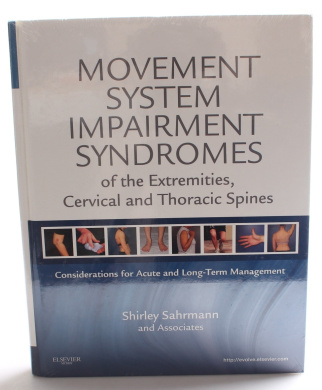 MOVEMENT
SYSTEM
IMPAIRMENT
SYNDROMES
of the Extremities,
Cervical and Thoracic Spines
Considerations for Acute and Long-Term Management
Shirley Sahrmann
and Associates
ELSEVIER
http://evolve.elsevier.com